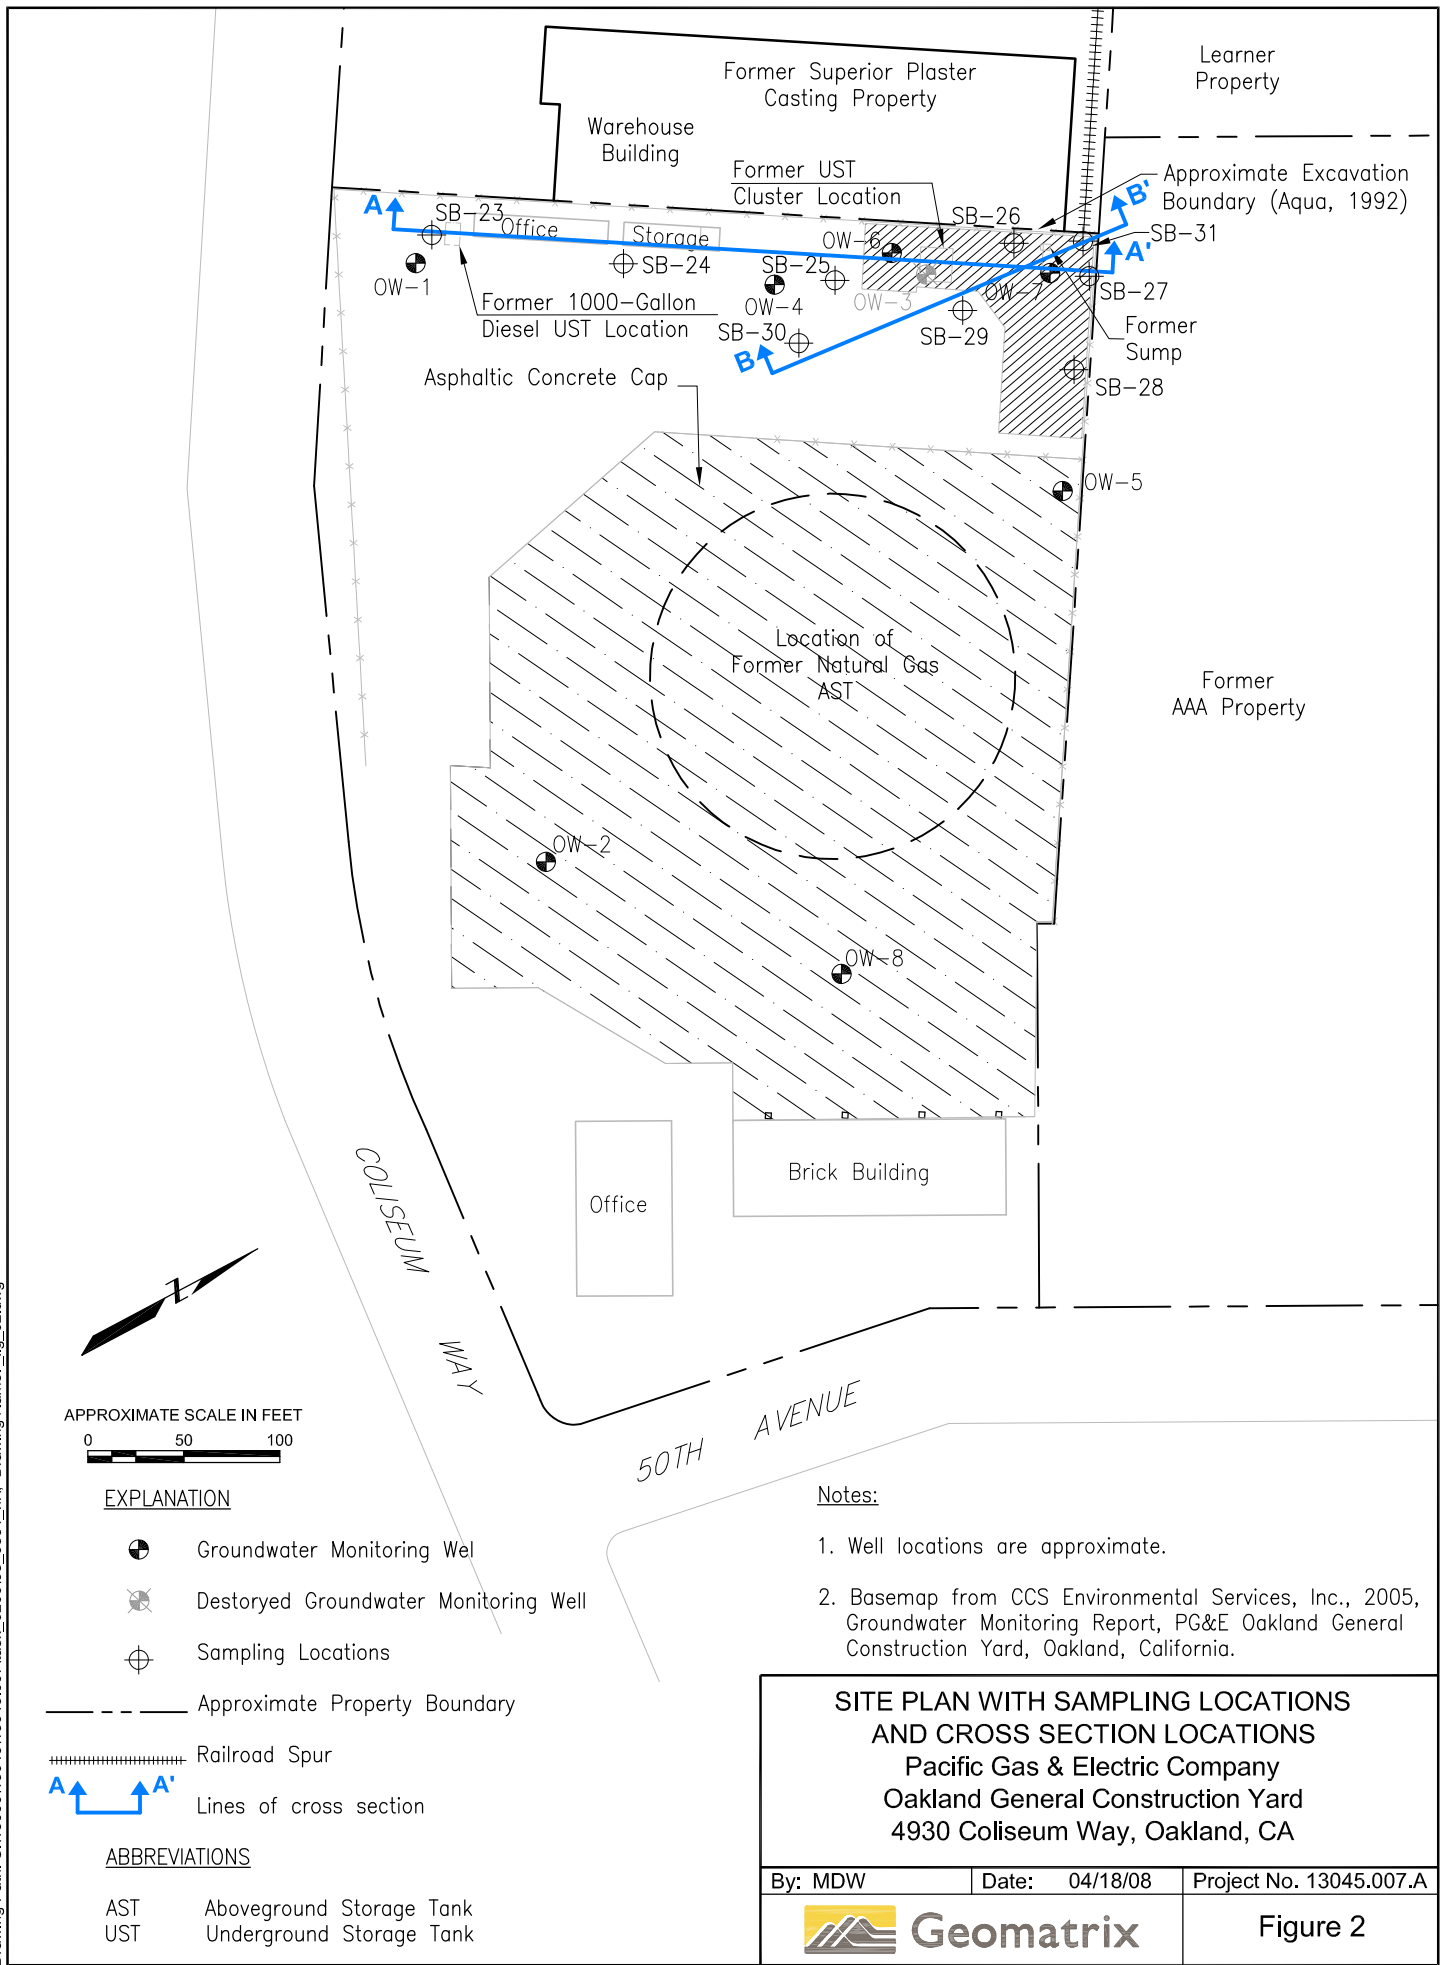 Learner
Property
Former Superior Plaster
Casting Property
Warehouse
Building
Former UST
Cluster Location
Approximate Excavation
Boundary (Aqua, 1992)
A
B'
SB-23
Office
Storage
OW-6
SB-26
SB-31
A'
OW-1
SB-24
SB-25
OW-4
OW-3
OW-7
SB-27
Former 1000-Gallon
Diesel UST Location
SB-30
SB-29
Former
Sump
B
SB-28
Asphaltic Concrete Cap
OW-5
Location of
Former Natural Gas
AST
Former
AAA Property
OW-2
OW-8
Brick Building
Office
COLISEUM WAY
50TH AVENUE
Z
APPROXIMATE SCALE IN FEET
0 50 100
EXPLANATION
Groundwater Monitoring Wel
Destoryed Groundwater Monitoring Well
Sampling Locations
Approximate Property Boundary
Railroad Spur
A A'
Lines of cross section
ABBREVIATIONS
AST Aboveground Storage Tank
UST Underground Storage Tank
Notes:
1. Well locations are approximate.
2. Basemap from CCS Environmental Services, Inc., 2005,
Groundwater Monitoring Report, PG&E Oakland General
Construction Yard, Oakland, California.
SITE PLAN WITH SAMPLING LOCATIONS
AND CROSS SECTION LOCATIONS
Pacific Gas & Electric Company
Oakland General Construction Yard
4930 Coliseum Way, Oakland, CA
By: MDW Date: 04/18/08 Project No. 13045.007.A
Geomatrix
Figure 2